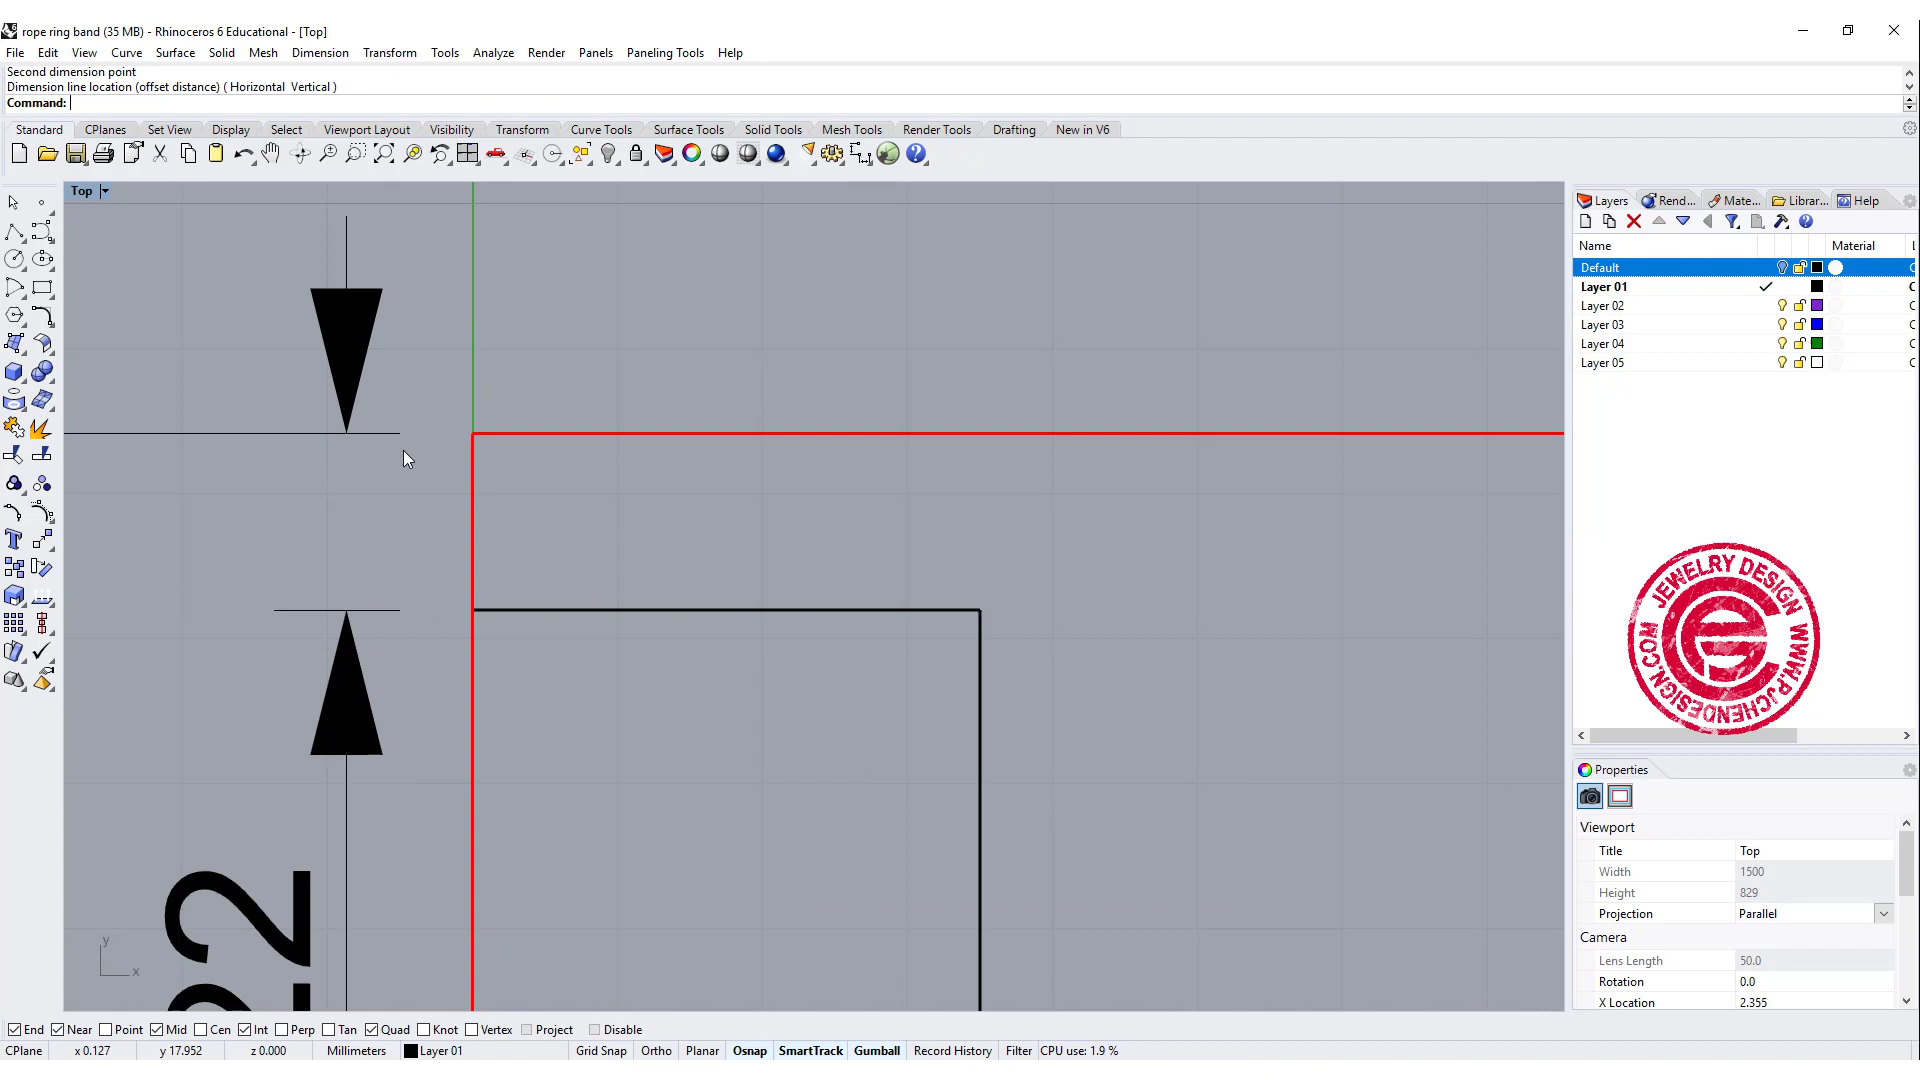 rope ring band (35 MB) - Rhinoceros 6 Educational - [Top]
File Edit View Curve Surface Solid Mesh Dimension Transform Tools Analyze Render Panels Paneling Tools Help
Second dimension point
Dimension line location (offset distance) ( Horizontal Vertical )
Command:
Standard CPlanes Set View Display Select Viewport Layout Visibility Transform Curve Tools Surface Tools Solid Tools Mesh Tools Render Tools Drafting New in V6
Top
Layers Rend... Mate... Librar... Help
Name Material L
Default C
Layer 01 C
Layer 02 C
Layer 03 C
Layer 04 C
Layer 05 C
JEWELRY DESIGN
WWW.PJCHENDESIGN.COM
Properties
Viewport
Title Top
Width 1500
Height 829
Projection Parallel
Camera
Lens Length 50.0
Rotation 0.0
X Location 2.355
22
y
x
End Near Point Mid Cen Int Perp Tan Quad Knot Vertex Project Disable
CPlane x 0.127 y 17.952 z 0.000 Millimeters Layer 01 Grid Snap Ortho Planar Osnap SmartTrack Gumball Record History Filter CPU use: 1.9 %